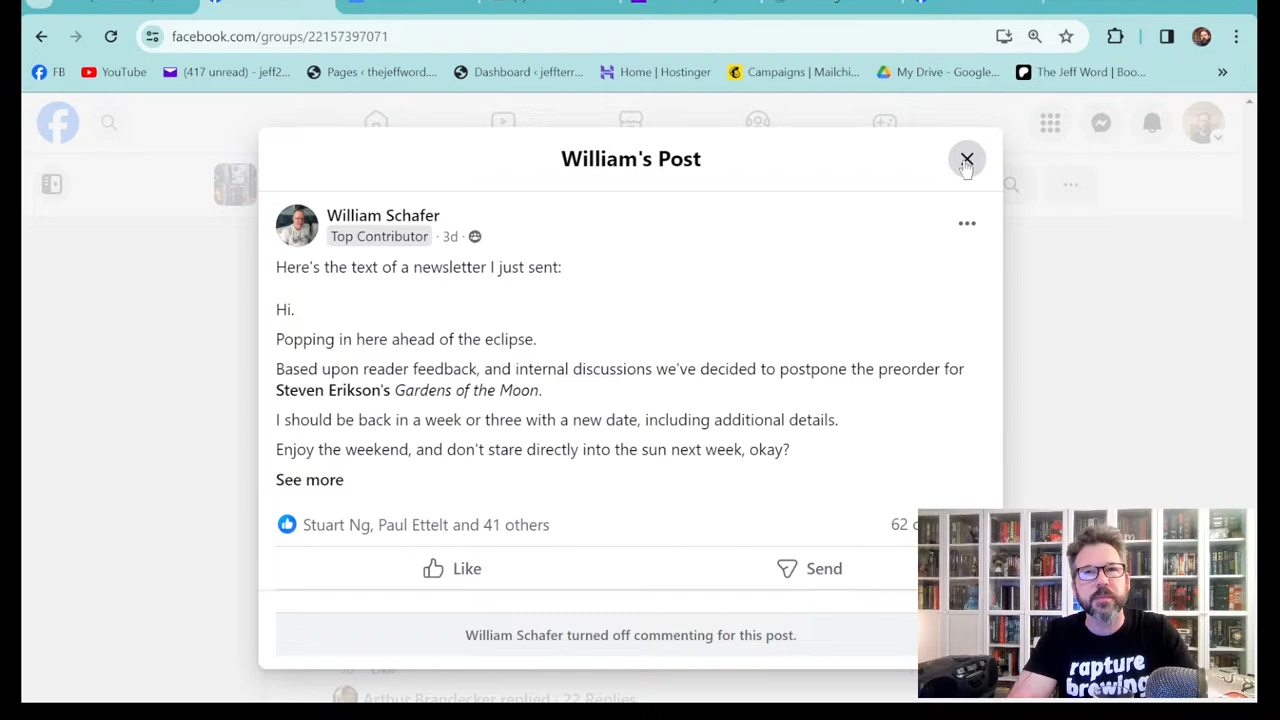 facebook.com/groups/22157397071
FB
YouTube
(417 unread) - jeff2...
Pages ‹ thejeffword....
Dashboard ‹ jeffterr...
Home | Hostinger
Campaigns | Mailchi...
My Drive - Google...
The Jeff Word | Boo...
William's Post
William Schafer
Top Contributor · 3d ·
Here's the text of a newsletter I just sent:
Hi.
Popping in here ahead of the eclipse.
Based upon reader feedback, and internal discussions we've decided to postpone the preorder for
Steven Erikson's Gardens of the Moon.
I should be back in a week or three with a new date, including additional details.
Enjoy the weekend, and don't stare directly into the sun next week, okay?
See more
Stuart Ng, Paul Ettelt and 41 others
62
Like
Send
William Schafer turned off commenting for this post.
Arthur Brandecker replied · 22 Replies
rapture
brewing